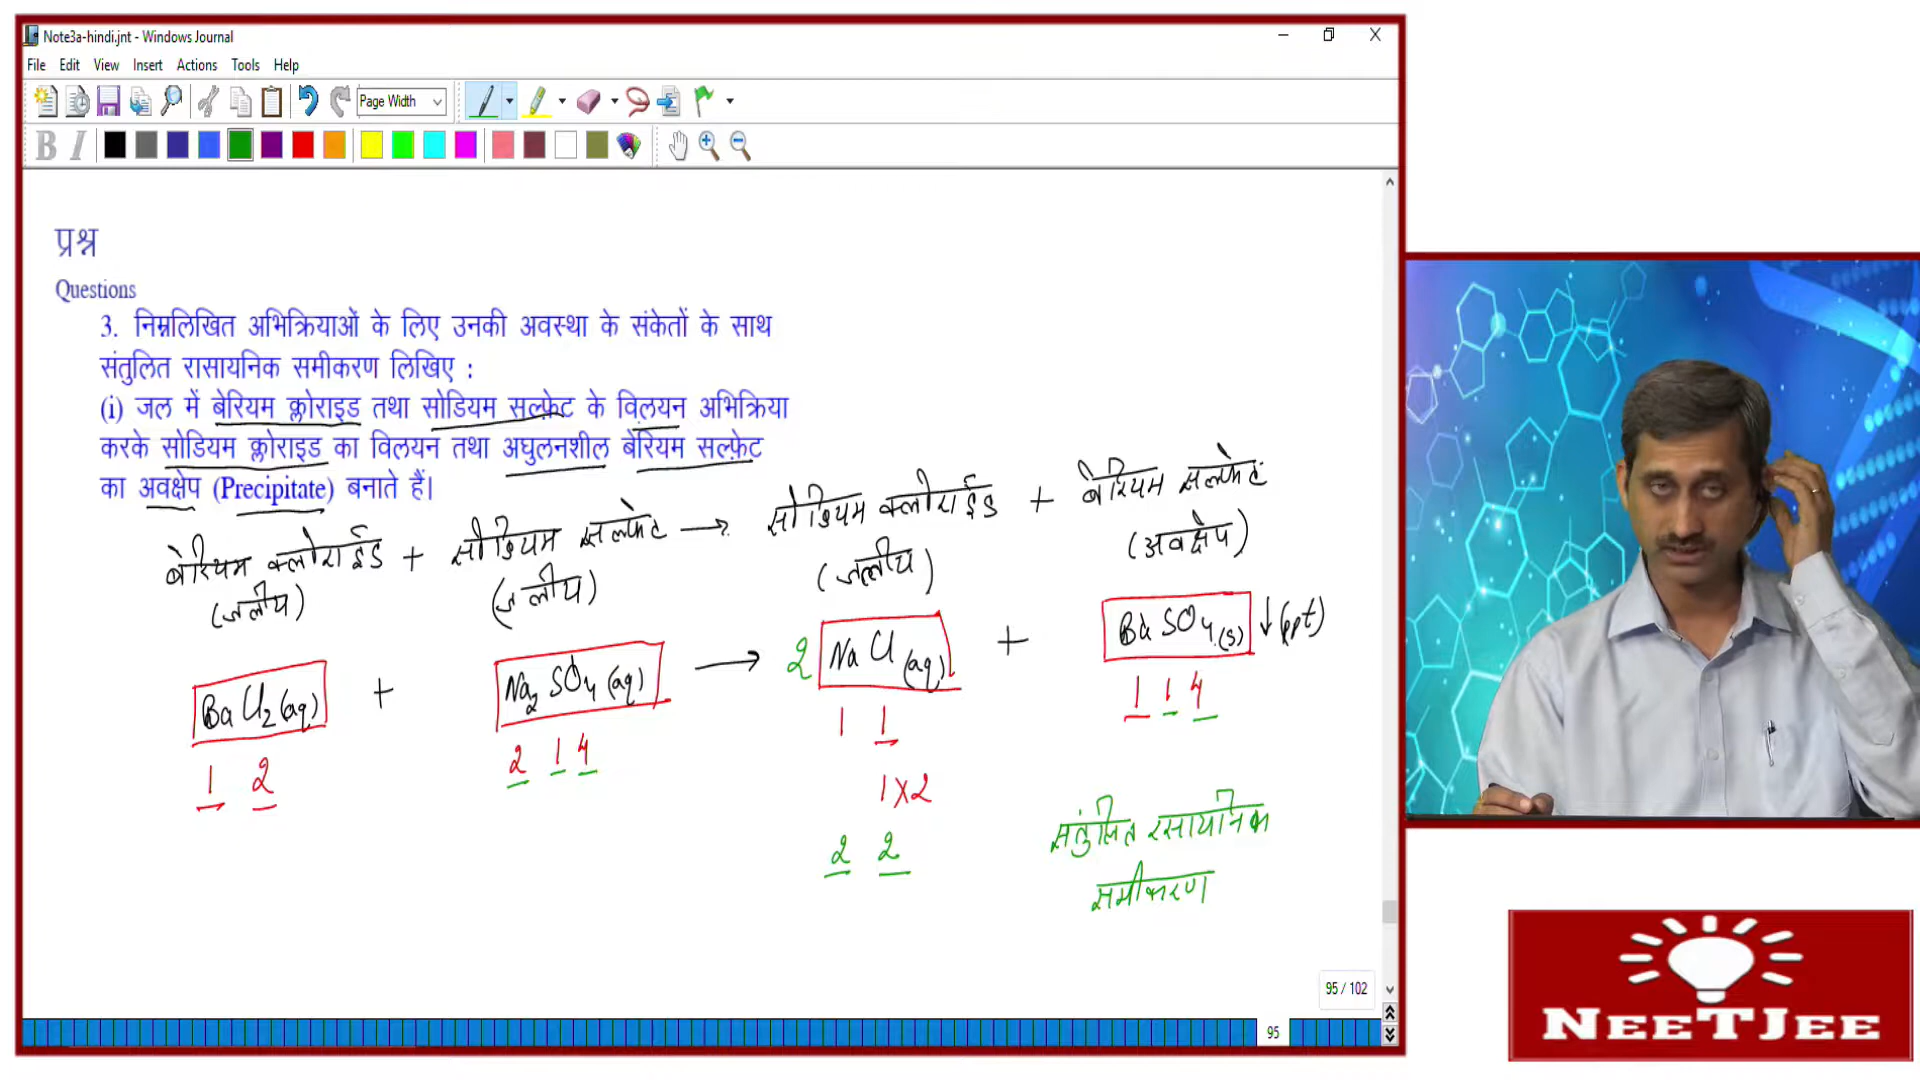 Note3a-hindi.jnt - Windows Journal
File Edit View Insert Actions Tools Help
Page Width
B I
प्रश्न
Questions
3. निम्नलिखित अभिक्रियाओं के लिए उनकी अवस्था के संकेतों के साथ
संतुलित रासायनिक समीकरण लिखिए :
(i) जल में बेरियम क्लोराइड तथा सोडियम सल्फ़ेट के विलयन अभिक्रिया
करके सोडियम क्लोराइड का विलयन तथा अघुलनशील बेरियम सल्फ़ेट
का अवक्षेप (Precipitate) बनाते हैं।
बेरियम क्लोराईड + सोडियम सल्फेट → सोडियम क्लोराईड + बेरियम सल्फेट
(जलीय) (जलीय) (जलीय) (अवक्षेप)
BaCl₂(aq) + Na₂SO₄(aq) → 2 NaCl(aq) + BaSO₄(s) ↓(ppt)
1 2 2 1 4 1 1 1 1 4
1x2
2 2
संतुलित रसायनिक
समीकरण
95 / 102
95
NEETJEE